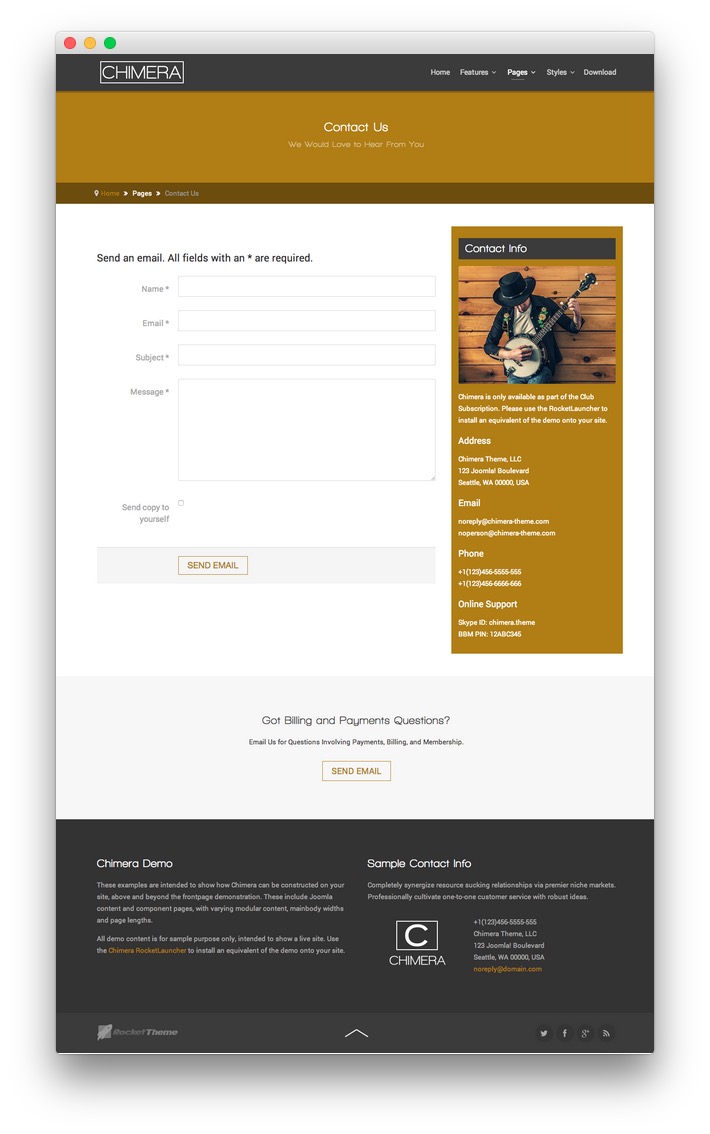 CHIMERA
Home Features Pages Styles Download
Contact Us
We Would Love to Hear From You
Home Pages Contact Us
Send an email. All fields with an * are required.
Name *
Email *
Subject *
Message *
Send copy to
yourself
SEND EMAIL
Contact Info
Chimera is only available as part of the Club
Subscription. Please use the RocketLauncher to
install an equivalent of the demo onto your site.
Address
Chimera Theme, LLC
123 Joomla! Boulevard
Seattle, WA 00000, USA
Email
noreply@chimera-theme.com
noperson@chimera-theme.com
Phone
+1(123)456-5555-555
+1(123)456-6666-666
Online Support
Skype ID: chimera.theme
BBM PIN: 12ABC345
Got Billing and Payments Questions?
Email Us for Questions Involving Payments, Billing, and Membership.
SEND EMAIL
Chimera Demo
These examples are intended to show how Chimera can be constructed on your
site, above and beyond the frontpage demonstration. These include Joomla
content and component pages, with varying modular content, mainbody widths
and page lengths.
All demo content is for sample purpose only, intended to show a live site. Use
the Chimera RocketLauncher to install an equivalent of the demo onto your site.
Sample Contact Info
Completely synergize resource sucking relationships via premier niche markets.
Professionally cultivate one-to-one customer service with robust ideas.
C
CHIMERA
+1(123)456-5555-555
Chimera Theme, LLC
123 Joomla! Boulevard
Seattle, WA 00000, USA
noreply@domain.com
RocketTheme